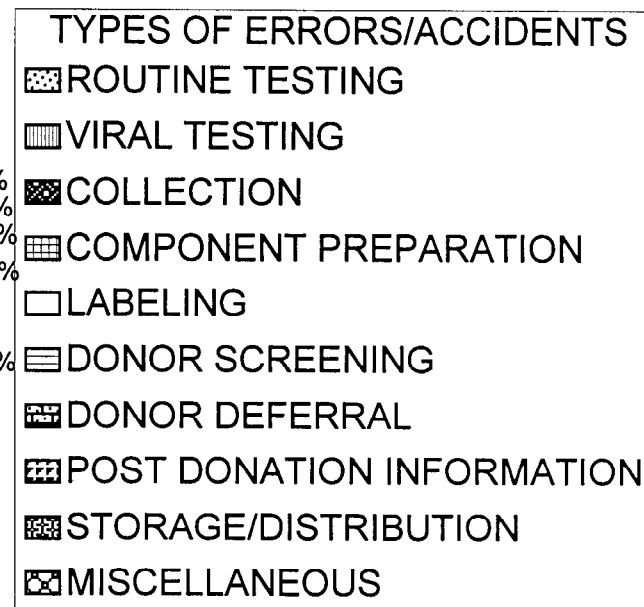 TYPES OF ERRORS/ACCIDENTS
ROUTINE TESTING
VIRAL TESTING
%
COLLECTION
%
%
COMPONENT PREPARATION
%
LABELING
%
DONOR SCREENING
DONOR DEFERRAL
POST DONATION INFORMATION
STORAGE/DISTRIBUTION
MISCELLANEOUS